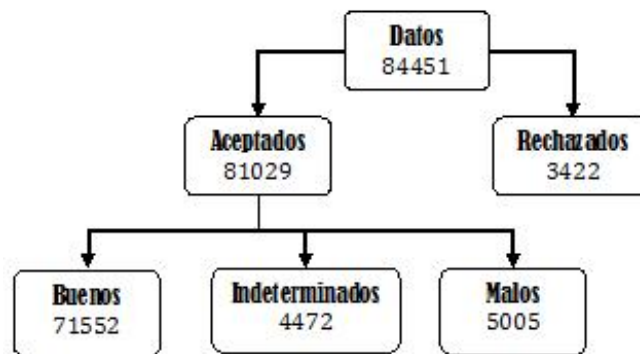 Datos
84451
Aceptados
81029
Rechazados
3422
Buenos
71552
Indeterminados
4472
Malos
5005